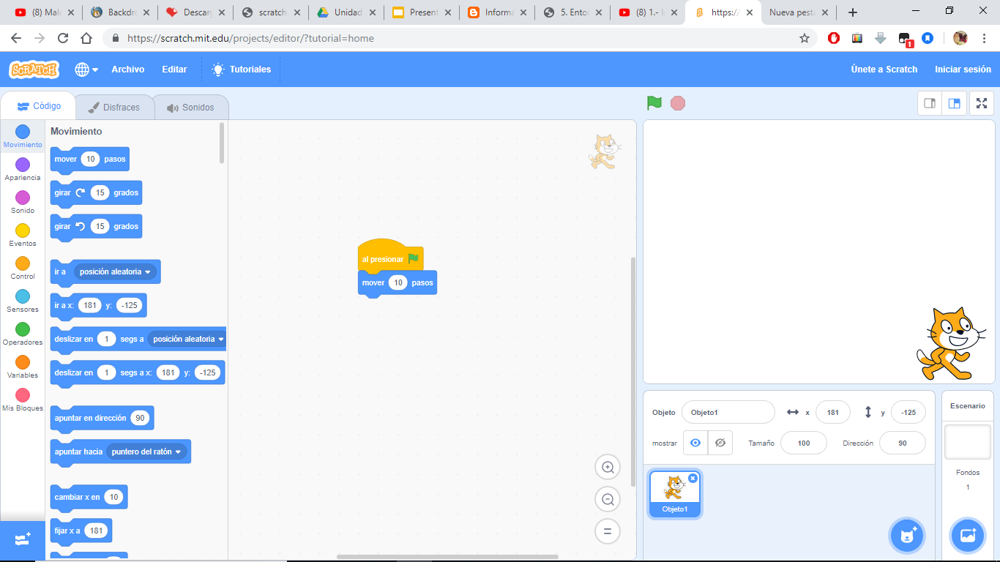 (8) Mak
Backdro
Descarg
scratch
Unidad
Present
Informa
5. Ento
(8) 1.- I
https://
Nueva pest
https://scratch.mit.edu/projects/editor/?tutorial=home
1
SCRATCH
Archivo
Editar
Tutoriales
Únete a Scratch
Iniciar sesión
Código
Disfraces
Sonidos
Movimiento
Apariencia
Sonido
Eventos
Control
Sensores
Operadores
Variables
Mis Bloques
Movimiento
mover 10 pasos
girar 15 grados
girar 15 grados
ir a posición aleatoria
ir a x: 181 y: -125
deslizar en 1 segs a posición aleatoria
deslizar en 1 segs a x: 181 y: -125
apuntar en dirección 90
apuntar hacia puntero del ratón
cambiar x en 10
fijar x a 181
al presionar
mover 10 pasos
Objeto Objeto1 x 181 y -125
mostrar Tamaño 100 Dirección 90
Objeto1
Escenario
Fondos
1